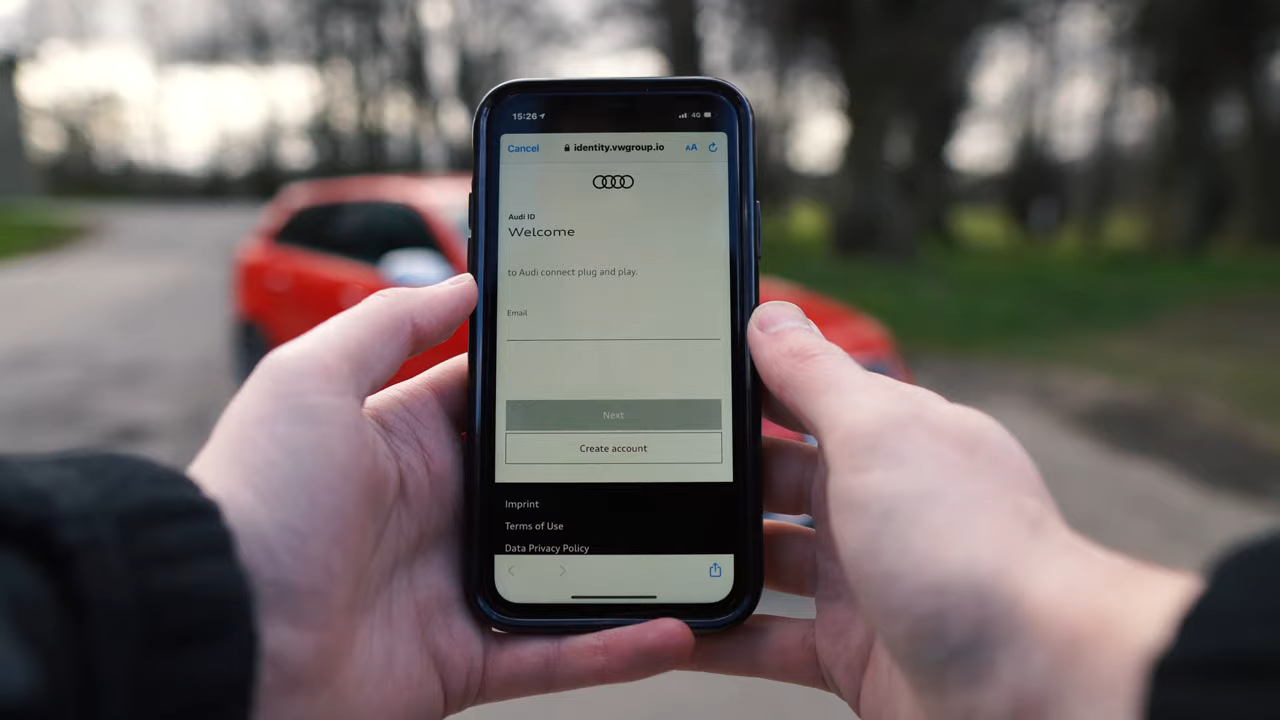 15:26 4G
Cancel identity.vwgroup.io AA
Audi ID
Welcome
to Audi connect plug and play.
Email
Next
Create account
Imprint
Terms of Use
Data Privacy Policy